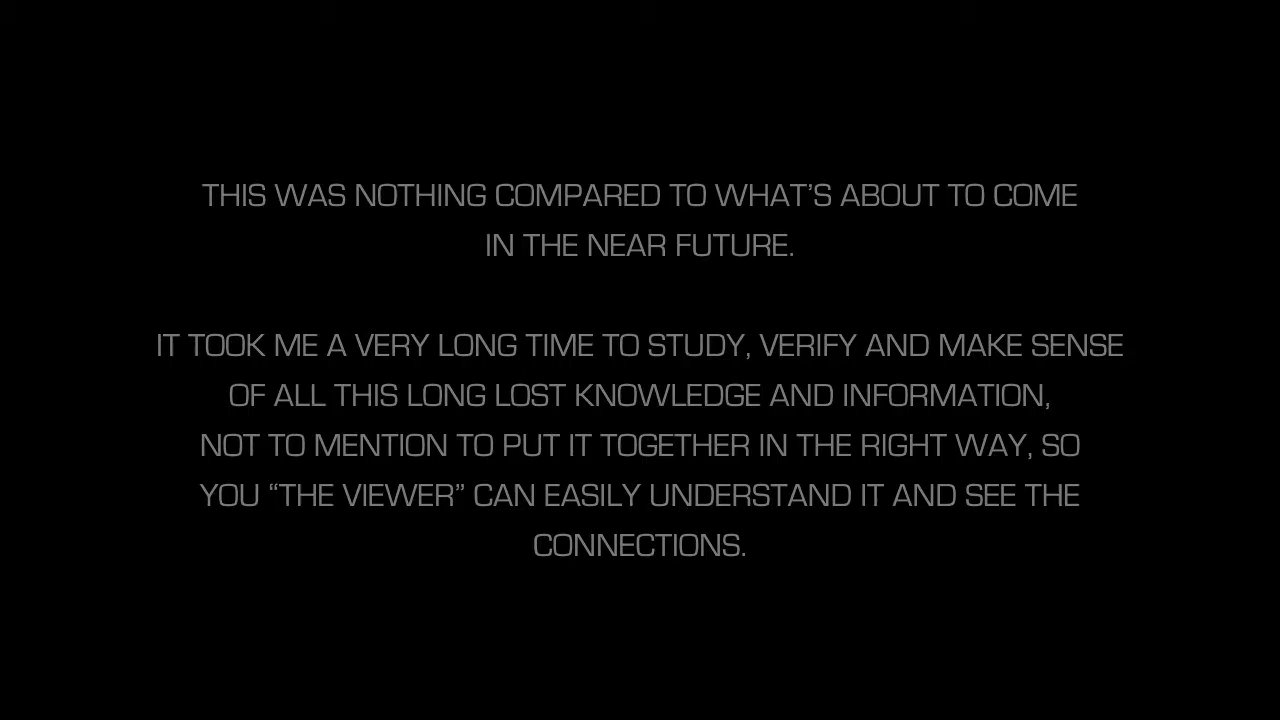 THIS WAS NOTHING COMPARED TO WHAT’S ABOUT TO COME
IN THE NEAR FUTURE.
IT TOOK ME A VERY LONG TIME TO STUDY, VERIFY AND MAKE SENSE
OF ALL THIS LONG LOST KNOWLEDGE AND INFORMATION,
NOT TO MENTION TO PUT IT TOGETHER IN THE RIGHT WAY, SO
YOU “THE VIEWER” CAN EASILY UNDERSTAND IT AND SEE THE
CONNECTIONS.